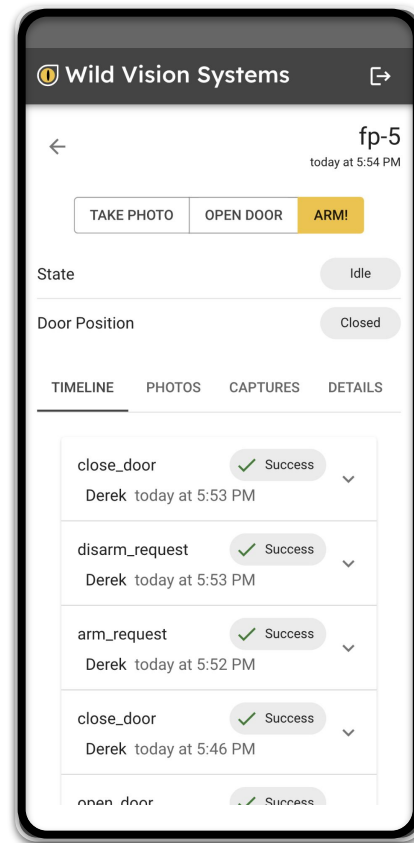 Wild Vision Systems
fp-5
today at 5:54 PM
TAKE PHOTO OPEN DOOR ARM!
State Idle
Door Position Closed
TIMELINE PHOTOS CAPTURES DETAILS
close_door Success
Derek today at 5:53 PM
disarm_request Success
Derek today at 5:53 PM
arm_request Success
Derek today at 5:52 PM
close_door Success
Derek today at 5:46 PM
open_door Success